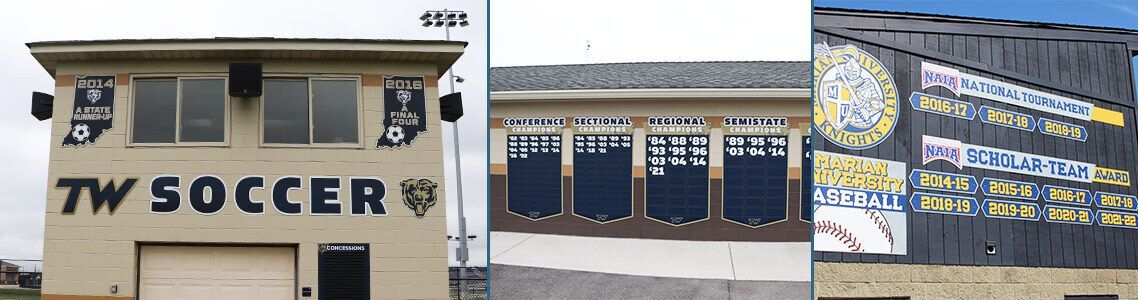 2014
A STATE
RUNNER-UP
2016
A FINAL
FOUR
TW SOCCER
CONCESSIONS
CONFERENCE
CHAMPIONS
SECTIONAL
CHAMPIONS
REGIONAL
CHAMPIONS
'84 '88 '89
'93 '95 '96
'03 '04 '14
'21
TW
SEMISTATE
CHAMPIONS
'89 '95 '96
'03 '04 '14
TW
MARIAN UNIVERSITY
MU
KNIGHTS
MARIAN
UNIVERSITY
BASEBALL
NAIA NATIONAL TOURNAMENT
2016-17 2017-18 2018-19
NAIA SCHOLAR-TEAM AWARD
2014-15 2015-16 2016-17 2017-18
2018-19 2019-20 2020-21 2021-22